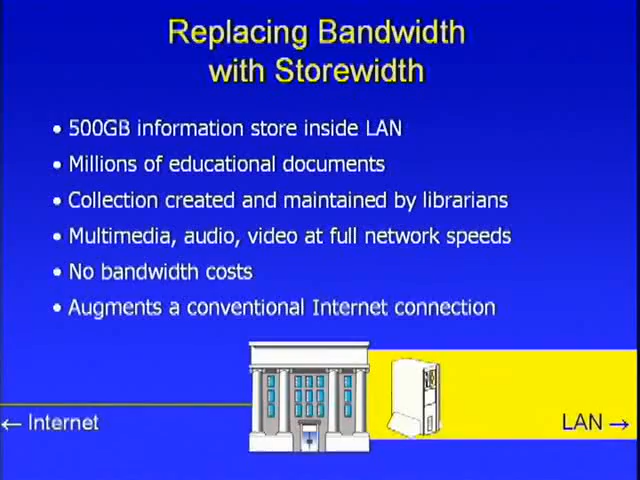 Replacing Bandwidth
with Storewidth
• 500GB information store inside LAN
• Millions of educational documents
• Collection created and maintained by librarians
• Multimedia, audio, video at full network speeds
• No bandwidth costs
• Augments a conventional Internet connection
← Internet
LAN →